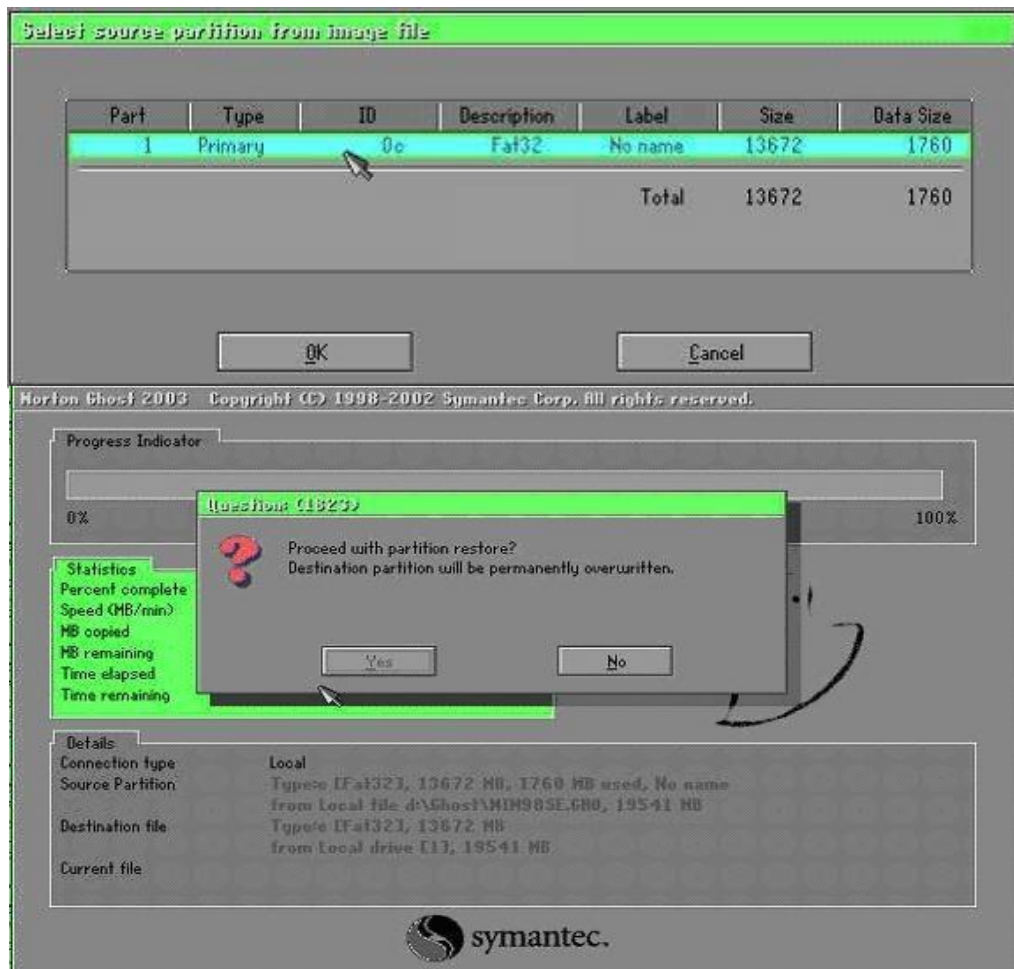 Select source partition from image file
Part Type ID Description Label Size Data Size
1 Primary 0c Fat32 No name 13672 1760
Total 13672 1760
OK Cancel
Norton Ghost 2003 Copyright (C) 1998-2002 Symantec Corp. All rights reserved.
Progress Indicator
0% 100%
Question: (1823)
Proceed with partition restore?
Destination partition will be permanently overwritten.
Yes No
Statistics
Percent complete
Speed (MB/min)
MB copied
MB remaining
Time elapsed
Time remaining
Details
Connection type Local
Source Partition Type:c [Fat32], 13672 MB, 1760 MB used, No name
from Local file d:\Ghost\WIN98SE.GHO, 19541 MB
Destination file Type:c [Fat32], 13672 MB
from Local drive [1], 19541 MB
Current file
symantec.